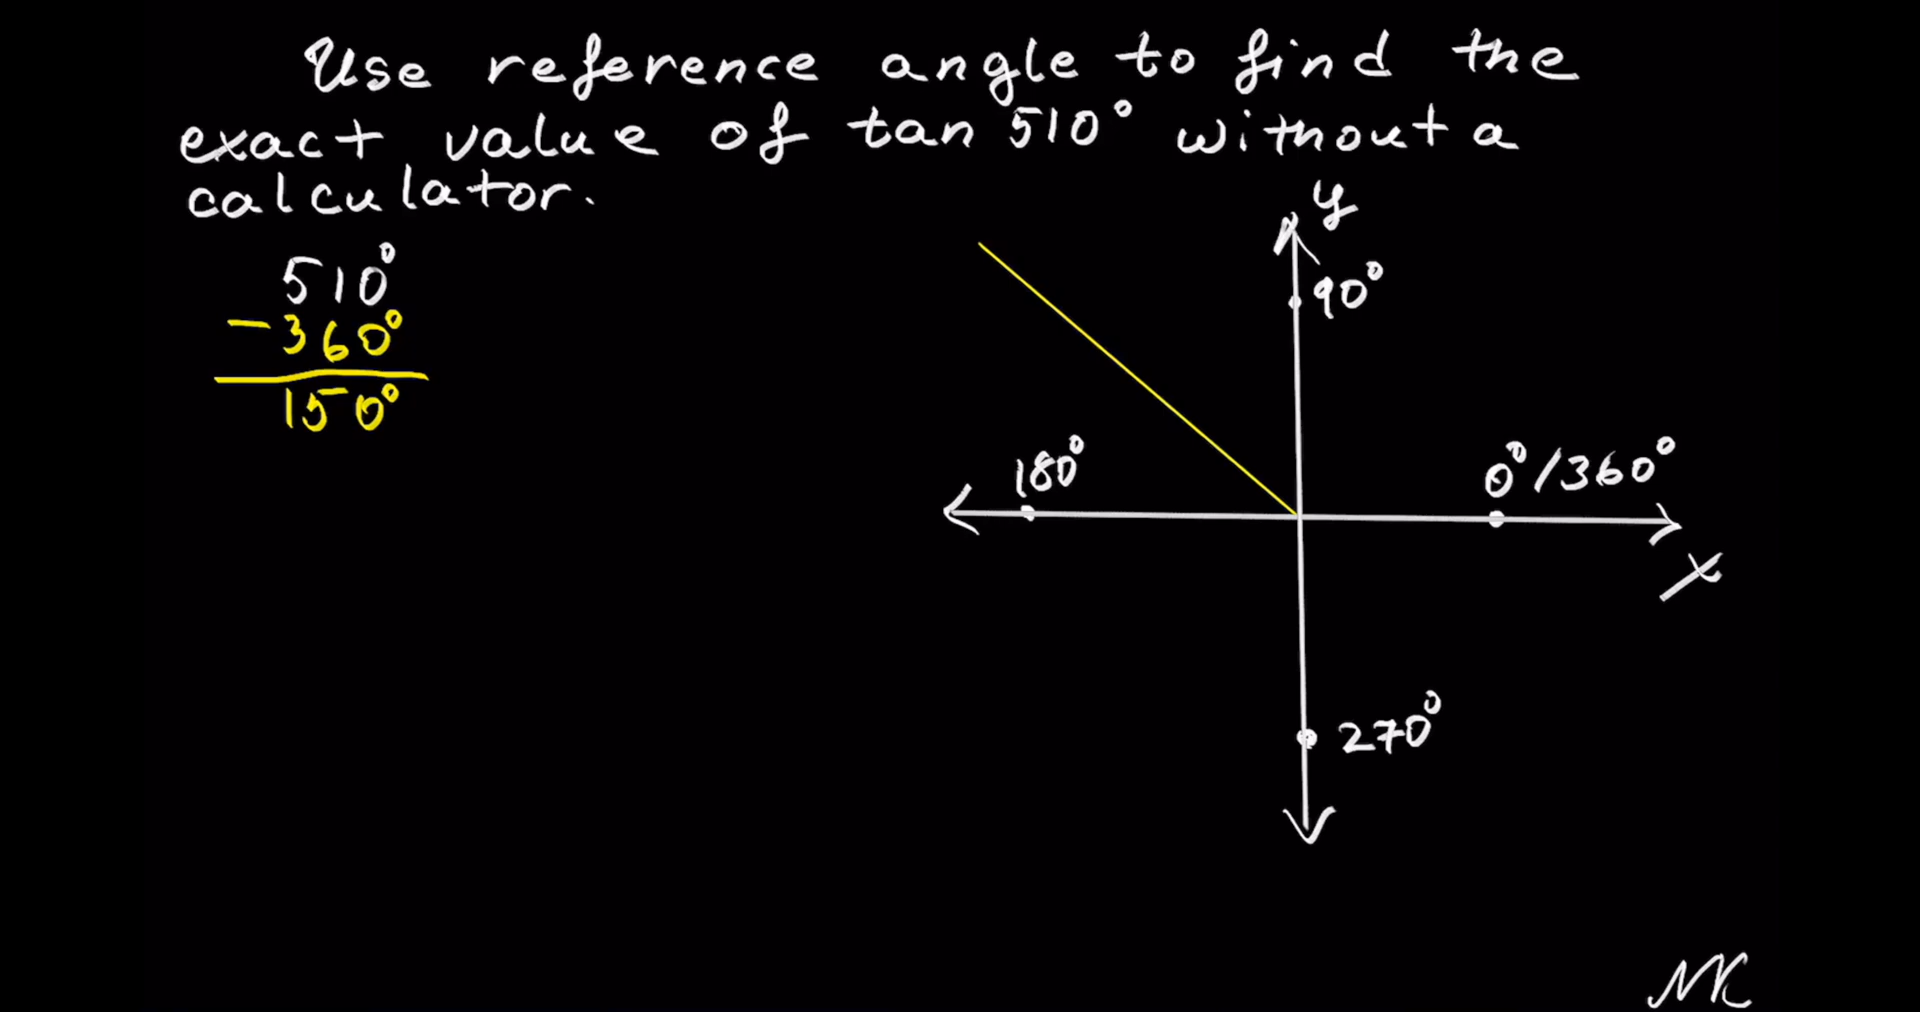 Use reference angle to find the
exact value of tan 510° without a
calculator.
510°
-360°
150°
y
90°
180°
0°/360°
x
270°
NK